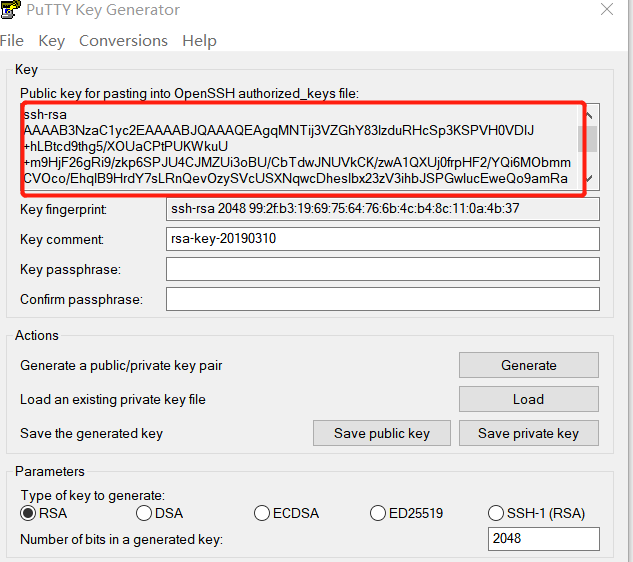 PuTTY Key Generator
File Key Conversions Help
Key
Public key for pasting into OpenSSH authorized_keys file:
ssh-rsa
AAAAB3NzaC1yc2EAAAABJQAAAQEAgqMNTij3VZGhY83IzduRHcSp3KSPVH0VDIJ
+hLBtcd9thg5/XOUaCPtPUKWkuU
+m9HjF26gRi9/zkp6SPJU4CJMZUi3oBU/CbTdwJNUVkCK/zwA1QXUj0frpHF2/YQi6MObmm
CVOco/EhqlB9HrdY7sLRnQevOzySVcUSXNqwcDheslbx23zV3ihbJSPGwlucEweQo9amRa
Key fingerprint: ssh-rsa 2048 99:2f:b3:19:69:75:64:76:6b:4c:b4:8c:11:0a:4b:37
Key comment: rsa-key-20190310
Key passphrase:
Confirm passphrase:
Actions
Generate a public/private key pair Generate
Load an existing private key file Load
Save the generated key Save public key Save private key
Parameters
Type of key to generate:
RSA DSA ECDSA ED25519 SSH-1 (RSA)
Number of bits in a generated key: 2048